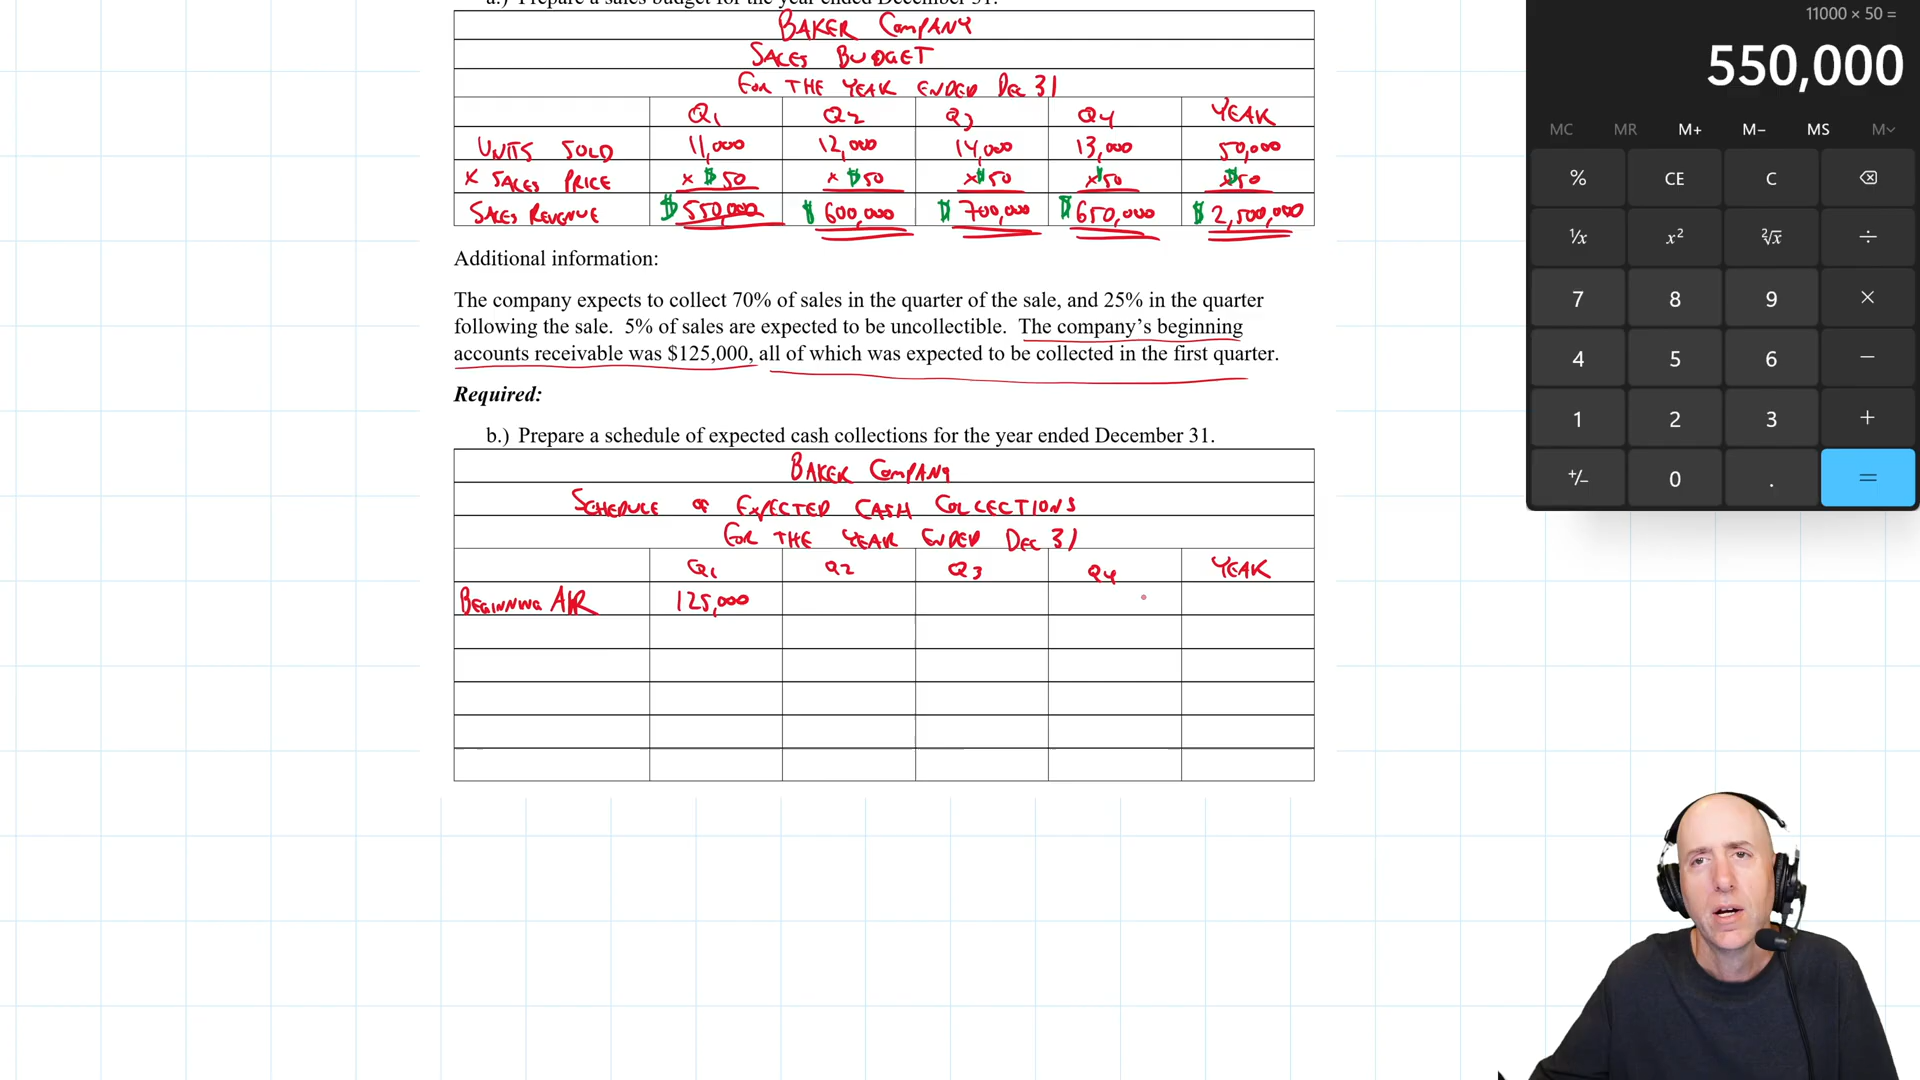 a.) Prepare a sales budget for the year ended December 31.
BAKER COMPANY
SALES BUDGET
FOR THE YEAR ENDED DEC 31
Q1 Q2 Q3 Q4 YEAR
UNITS SOLD 11,000 12,000 14,000 13,000 50,000
x SALES PRICE x $50 x $50 x $50 x $50 x $50
SALES REVENUE $550,000 $600,000 $700,000 $650,000 $2,500,000
Additional information:
The company expects to collect 70% of sales in the quarter of the sale, and 25% in the quarter
following the sale. 5% of sales are expected to be uncollectible. The company's beginning
accounts receivable was $125,000, all of which was expected to be collected in the first quarter.
Required:
b.) Prepare a schedule of expected cash collections for the year ended December 31.
BAKER COMPANY
SCHEDULE OF EXPECTED CASH COLLECTIONS
FOR THE YEAR ENDED DEC 31
Q1 Q2 Q3 Q4 YEAR
BEGINNING A/R 125,000
11000 × 50 =
550,000
MC MR M+ M− MS M˅
% CE C
¹/x x² ²√x ÷
7 8 9 ×
4 5 6 −
1 2 3 +
+/− 0 . =